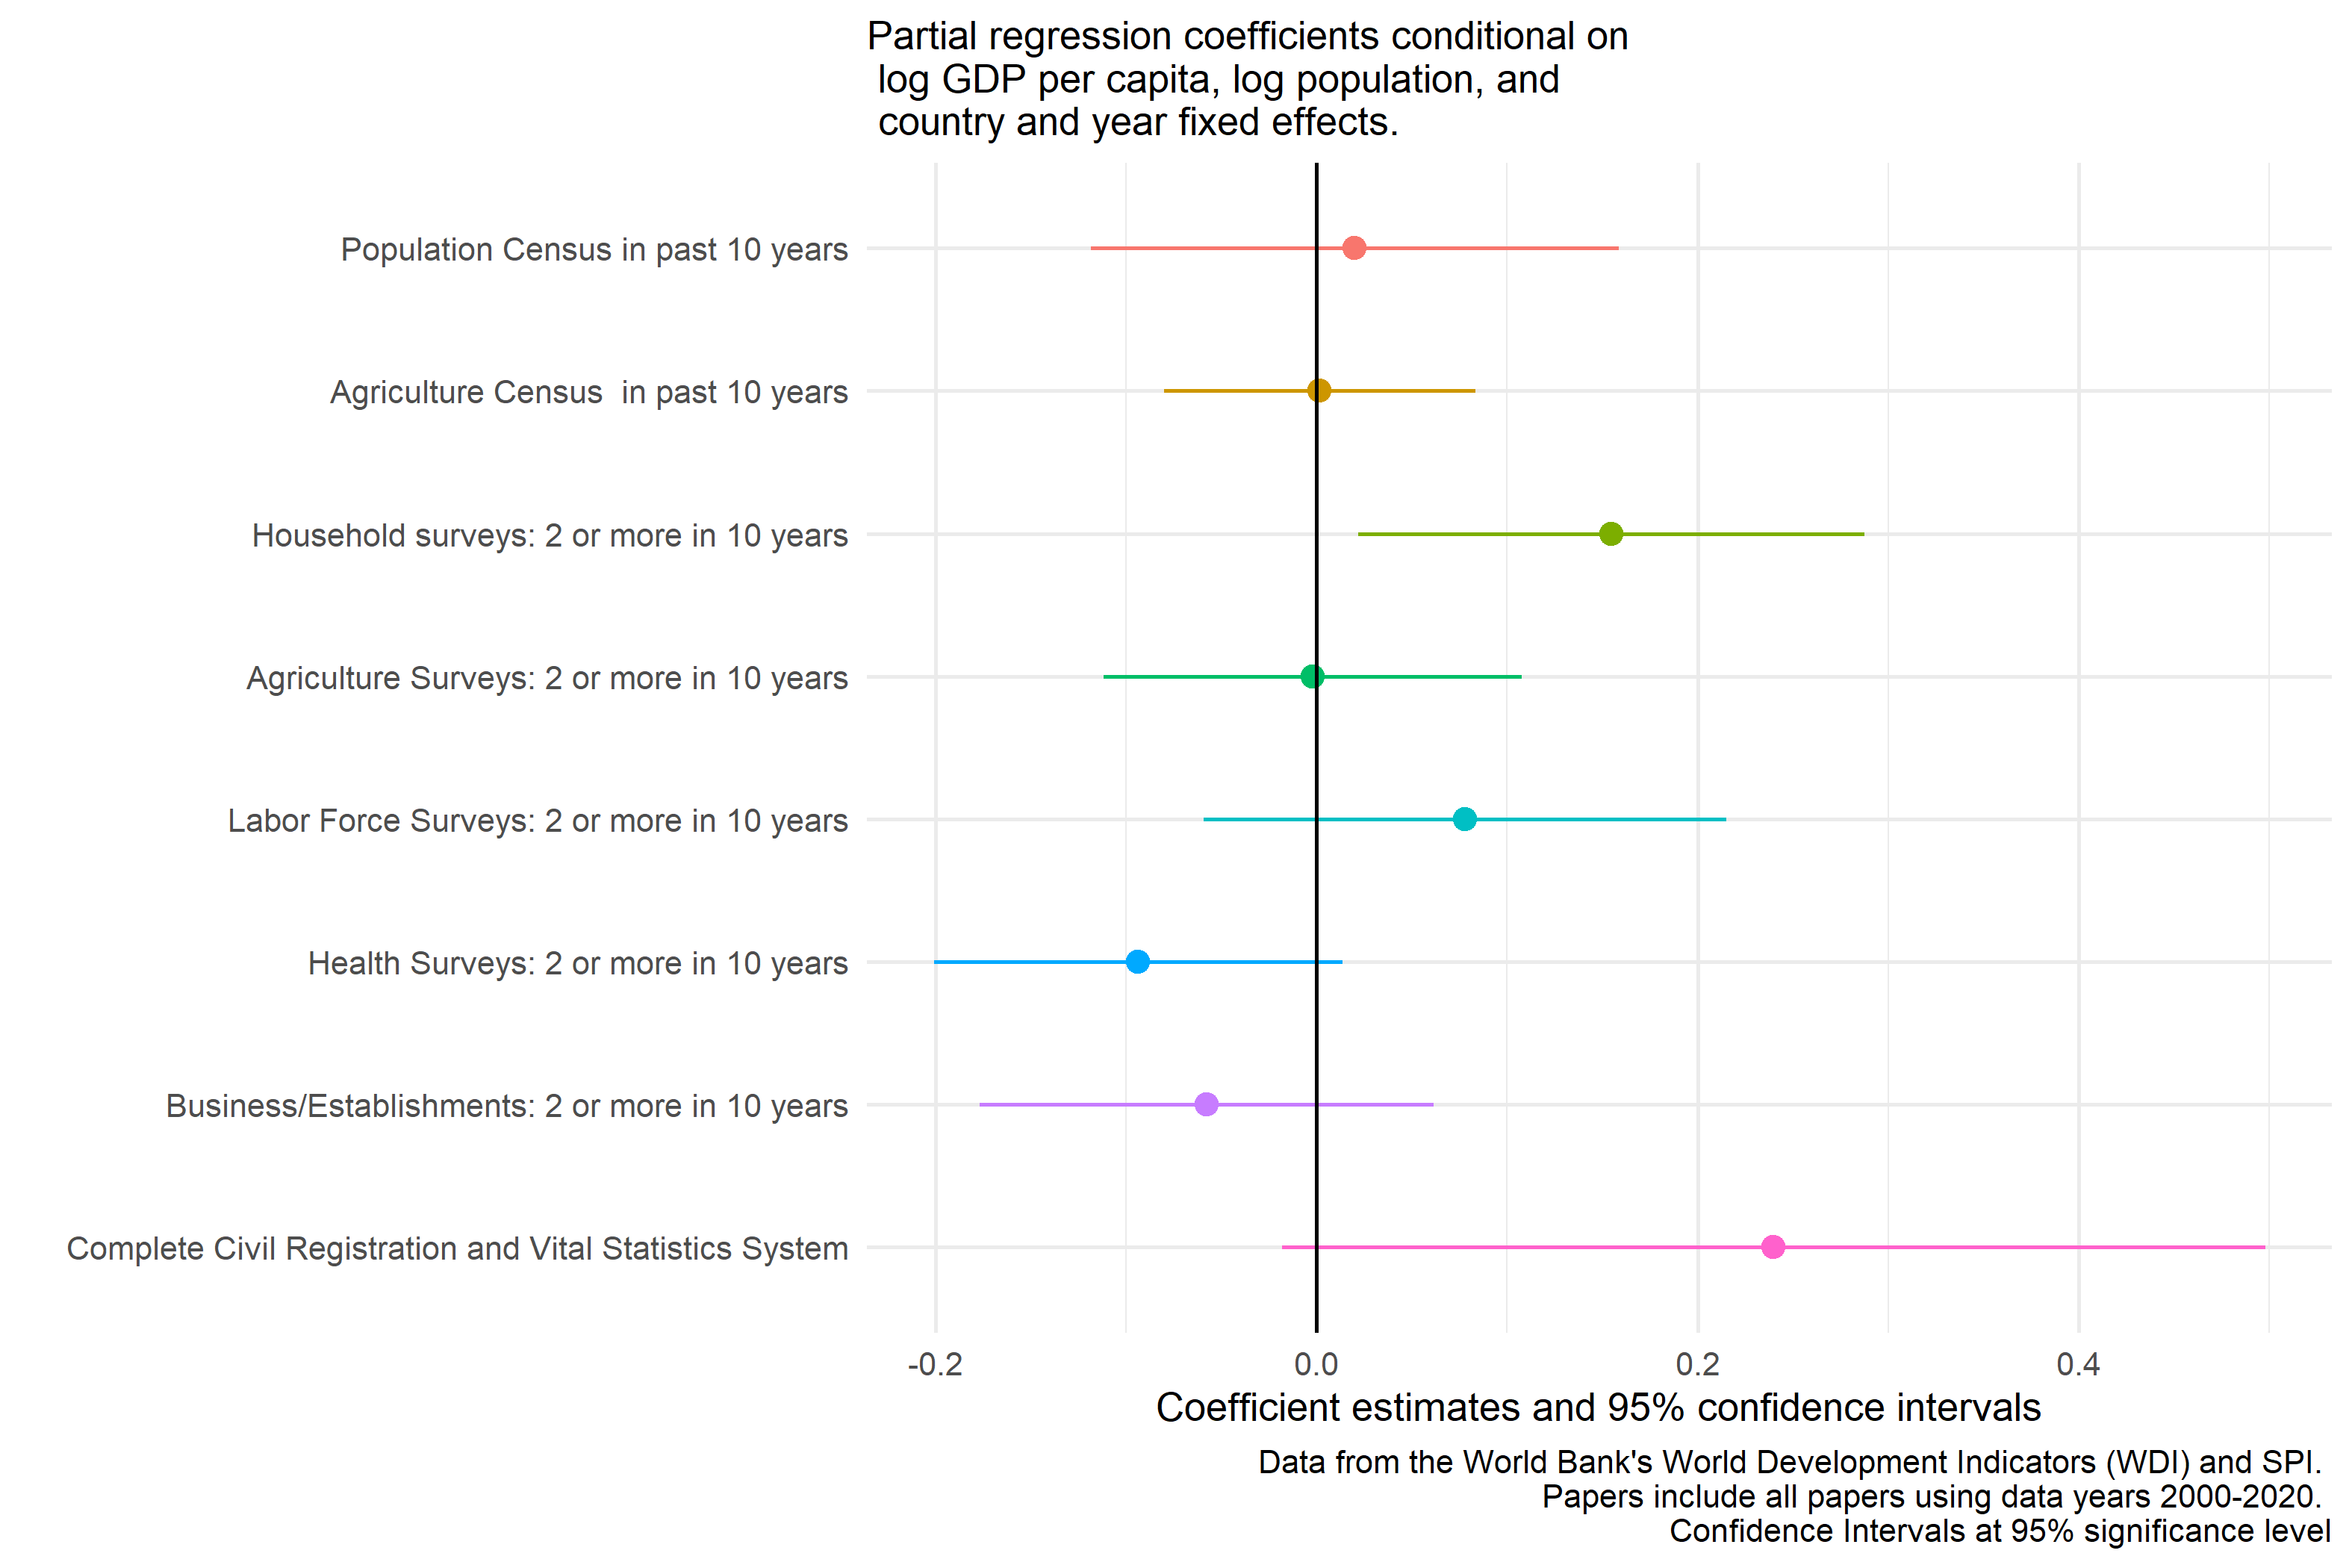 Partial regression coefficients conditional on
log GDP per capita, log population, and
country and year fixed effects.
Population Census in past 10 years
Agriculture Census  in past 10 years
Household surveys: 2 or more in 10 years
Agriculture Surveys: 2 or more in 10 years
Labor Force Surveys: 2 or more in 10 years
Health Surveys: 2 or more in 10 years
Business/Establishments: 2 or more in 10 years
Complete Civil Registration and Vital Statistics System
-0.2 0.0 0.2 0.4
Coefficient estimates and 95% confidence intervals
Data from the World Bank's World Development Indicators (WDI) and SPI.
Papers include all papers using data years 2000-2020.
Confidence Intervals at 95% significance level